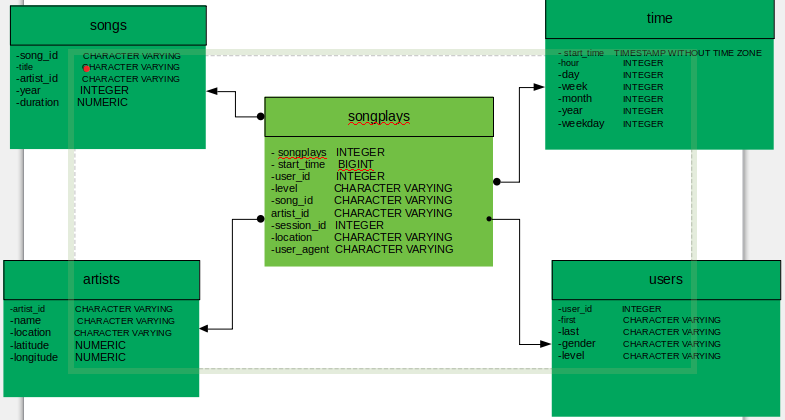 songs
-song_id CHARACTER VARYING
-title CHARACTER VARYING
-artist_id CHARACTER VARYING
-year INTEGER
-duration NUMERIC
time
- start_time TIMESTAMP WITHOUT TIME ZONE
-hour INTEGER
-day INTEGER
-week INTEGER
-month INTEGER
-year INTEGER
-weekday INTEGER
songplays
- songplays INTEGER
- start_time BIGINT
-user_id INTEGER
-level CHARACTER VARYING
-song_id CHARACTER VARYING
artist_id CHARACTER VARYING
-session_id INTEGER
-location CHARACTER VARYING
-user_agent CHARACTER VARYING
artists
-artist_id CHARACTER VARYING
-name CHARACTER VARYING
-location CHARACTER VARYING
-latitude NUMERIC
-longitude NUMERIC
users
-user_id INTEGER
-first CHARACTER VARYING
-last CHARACTER VARYING
-gender CHARACTER VARYING
-level CHARACTER VARYING